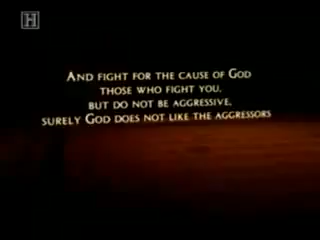 H
And fight for the cause of God
those who fight you,
but do not be aggressive,
surely God does not like the aggressors